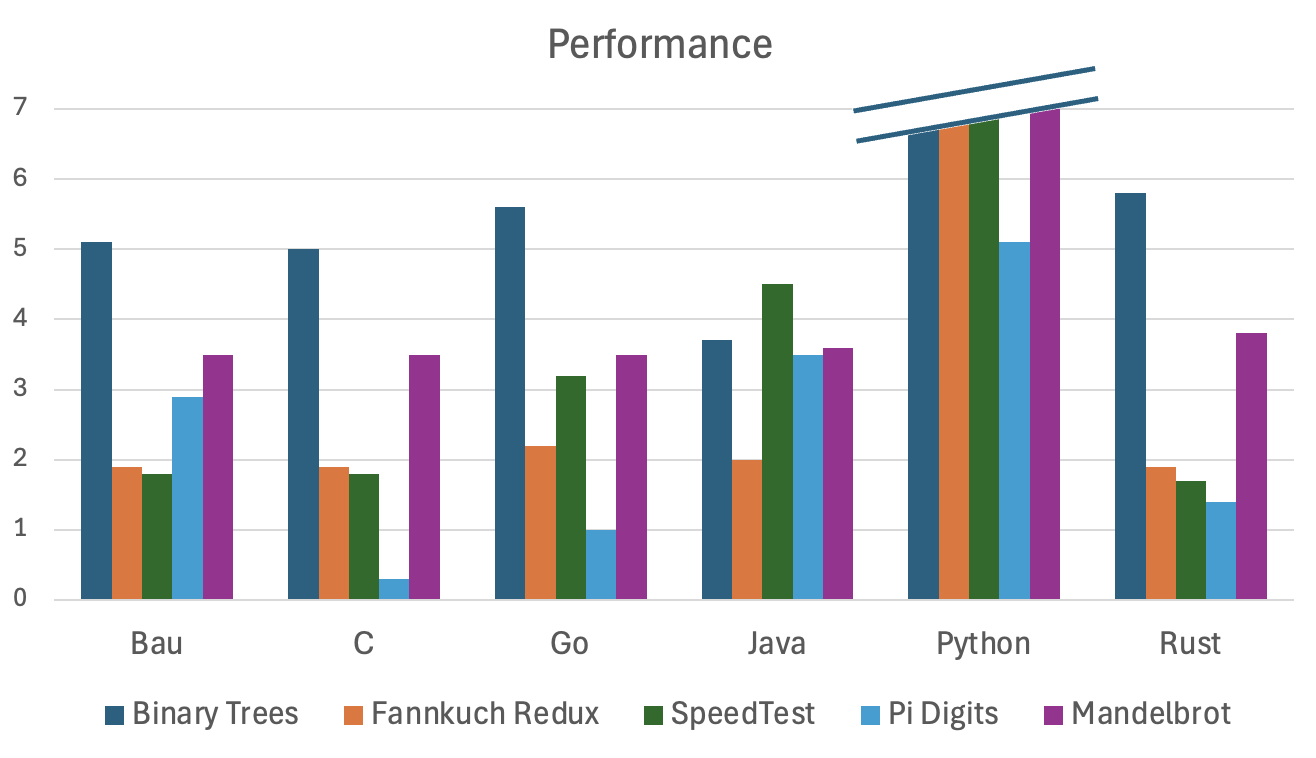 Performance
7
6
5
4
3
2
1
0
Bau C Go Java Python Rust
Binary Trees Fannkuch Redux SpeedTest Pi Digits Mandelbrot